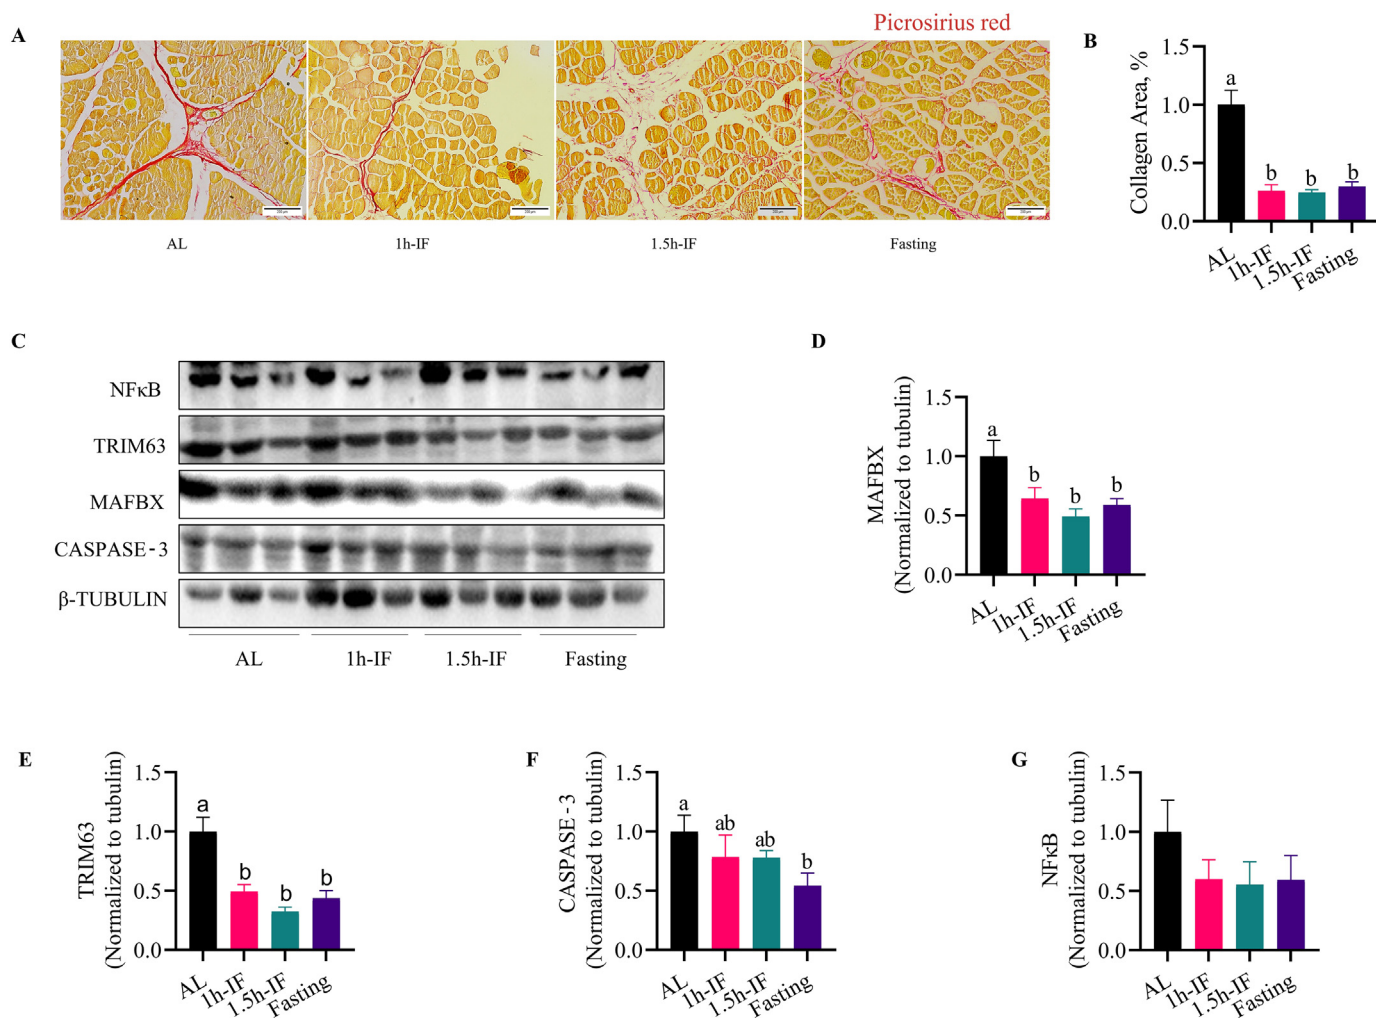 A
Picrosirius red
AL
1h-IF
1.5h-IF
Fasting
B
Collagen Area, %
1.5
1.0
0.5
0.0
a
b
b
b
AL
1h-IF
1.5h-IF
Fasting
C
NFκB
TRIM63
MAFBX
CASPASE-3
β-TUBULIN
AL
1h-IF
1.5h-IF
Fasting
D
MAFBX
(Normalized to tubulin)
1.5
1.0
0.5
0.0
a
b
b
b
AL
1h-IF
1.5h-IF
Fasting
E
TRIM63
(Normalized to tubulin)
1.5
1.0
0.5
0.0
a
b
b
b
AL
1h-IF
1.5h-IF
Fasting
F
CASPASE-3
(Normalized to tubulin)
1.5
1.0
0.5
0.0
a
ab
ab
b
AL
1h-IF
1.5h-IF
Fasting
G
NFκB
(Normalized to tubulin)
1.5
1.0
0.5
0.0
AL
1h-IF
1.5h-IF
Fasting